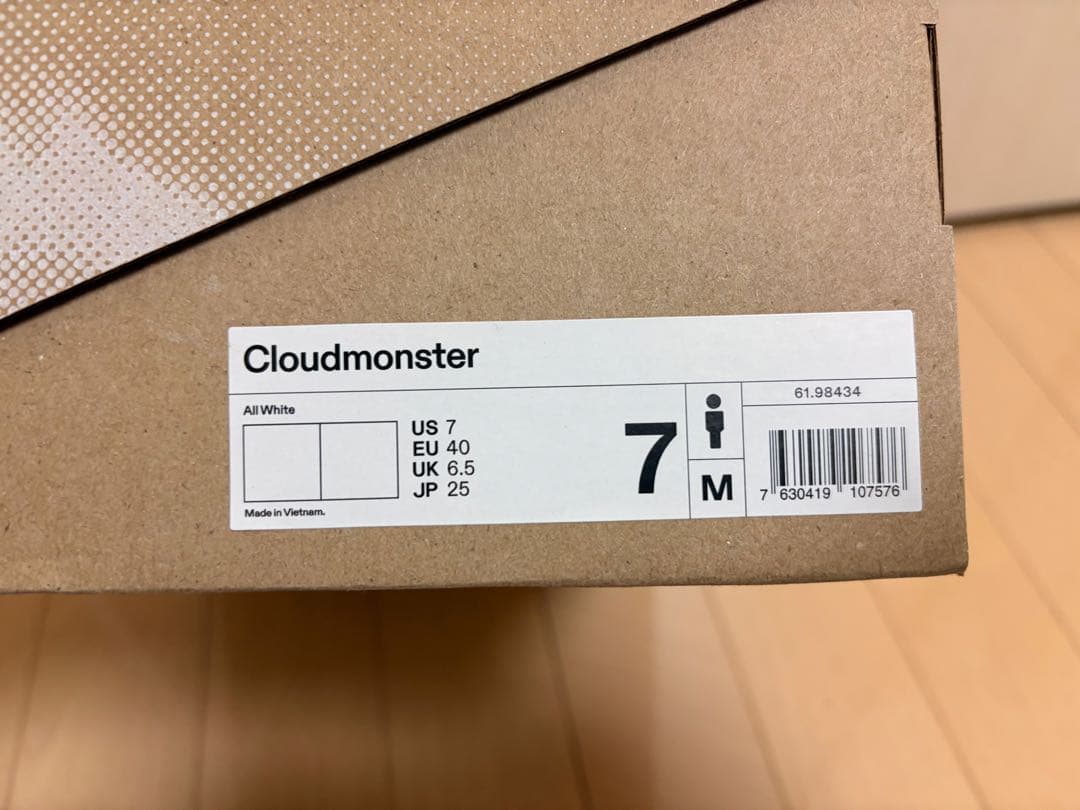 Cloudmonster
All White
US 7
EU 40
UK 6.5
JP 25
Made in Vietnam.
7
M
61.98434
7 630419 107576